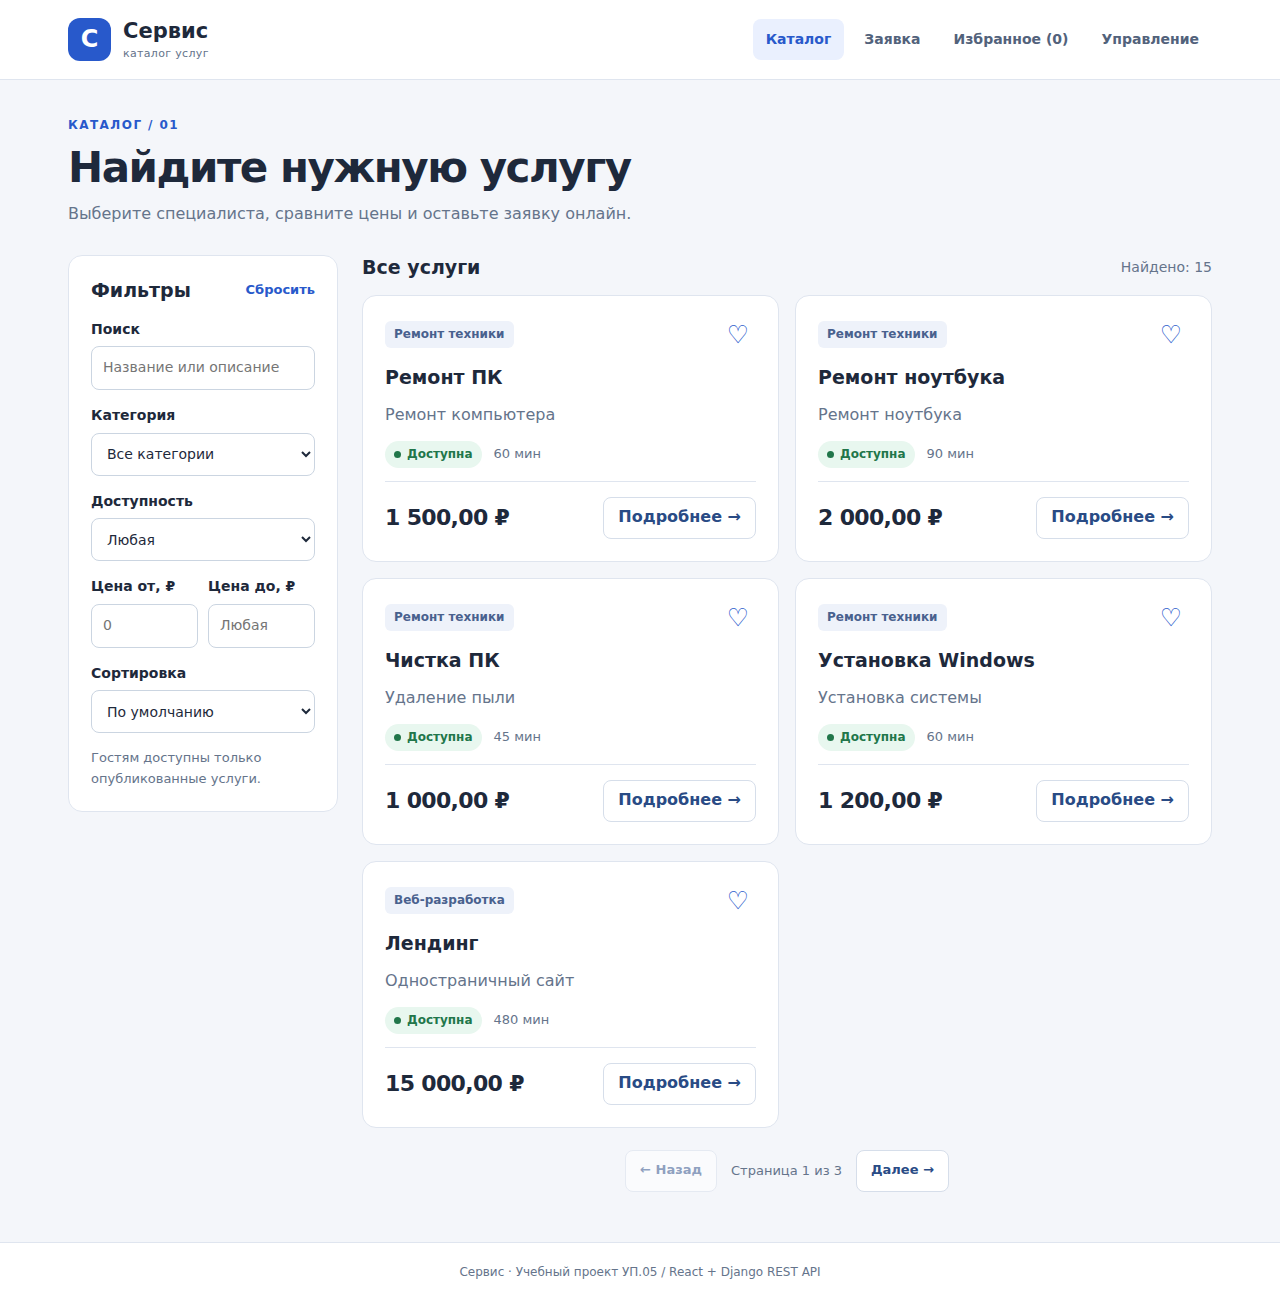 С
Сервис
каталог услуг
Каталог
Заявка
Избранное (0)
Управление
КАТАЛОГ / 01
Найдите нужную услугу
Выберите специалиста, сравните цены и оставьте заявку онлайн.
Фильтры
Сбросить
Поиск
Название или описание
Категория
Все категории
Доступность
Любая
Цена от, ₽
Цена до, ₽
0
Любая
Сортировка
По умолчанию
Гостям доступны только
опубликованные услуги.
Все услуги
Найдено: 15
Ремонт техники
♡
Ремонт ПК
Ремонт компьютера
Доступна
60 мин
1 500,00 ₽
Подробнее →
Ремонт техники
♡
Ремонт ноутбука
Ремонт ноутбука
Доступна
90 мин
2 000,00 ₽
Подробнее →
Ремонт техники
♡
Чистка ПК
Удаление пыли
Доступна
45 мин
1 000,00 ₽
Подробнее →
Ремонт техники
♡
Установка Windows
Установка системы
Доступна
60 мин
1 200,00 ₽
Подробнее →
Веб-разработка
♡
Лендинг
Одностраничный сайт
Доступна
480 мин
15 000,00 ₽
Подробнее →
← Назад
Страница 1 из 3
Далее →
Сервис · Учебный проект УП.05 / React + Django REST API